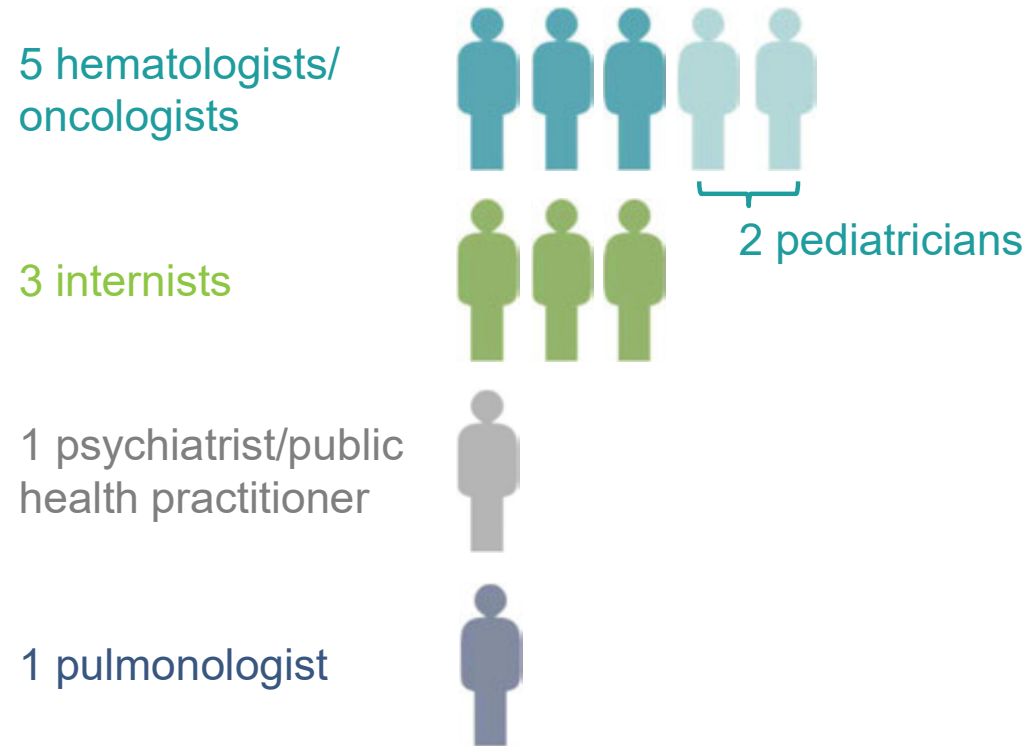 5 hematologists/
oncologists
2 pediatricians
3 internists
1 psychiatrist/public
health practitioner
1 pulmonologist